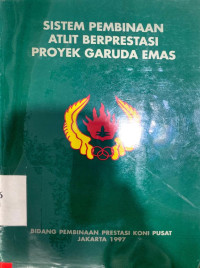 SISTEM PEMBINAAN
ATLIT BERPRESTASI
PROYEK GARUDA EMAS
BIDANG PEMBINAAN PRESTASI KONI PUSAT
JAKARTA 1997